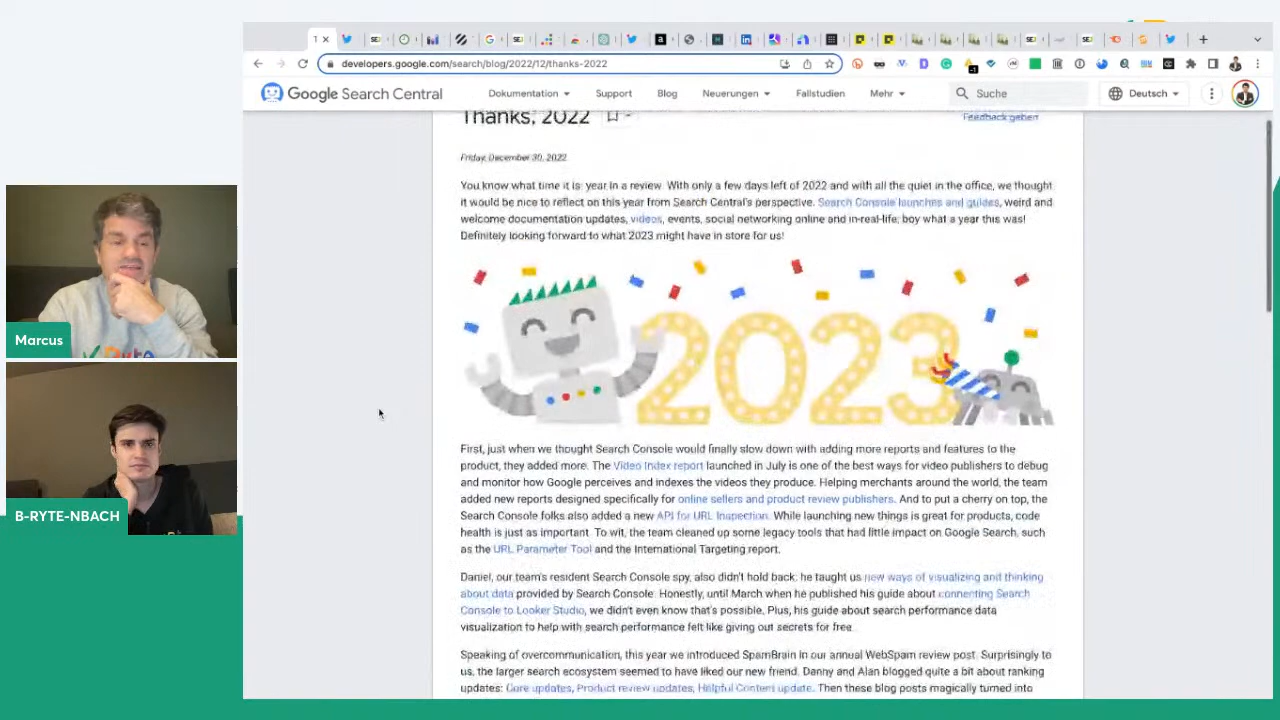 developers.google.com/search/blog/2022/12/thanks-2022
Google Search Central
Dokumentation
Support
Blog
Neuerungen
Fallstudien
Mehr
Suche
Deutsch
Thanks, 2022
Feedback geben
Friday, December 30, 2022
You know what time it is: year in a review. With only a few days left of 2022 and with all the quiet in the office, we thought
it would be nice to reflect on this year from Search Central's perspective. Search Console launches and guides, weird and
welcome documentation updates, videos, events, social networking online and in-real-life, boy what a year this was!
Definitely looking forward to what 2023 might have in store for us!
2023
First, just when we thought Search Console would finally slow down with adding more reports and features to the
product, they added more. The Video Index report launched in July is one of the best ways for video publishers to debug
and monitor how Google perceives and indexes the videos they produce. Helping merchants around the world, the team
added new reports designed specifically for online sellers and product review publishers. And to put a cherry on top, the
Search Console folks also added a new API for URL Inspection. While launching new things is great for products, code
health is just as important. To wit, the team cleaned up some legacy tools that had little impact on Google Search, such
as the URL Parameter Tool and the International Targeting report.
Daniel, our team's resident Search Console spy, also didn't hold back: he taught us new ways of visualizing and thinking
about data provided by Search Console. Honestly, until March when he published his guide about connecting Search
Console to Looker Studio, we didn't even know that's possible. Plus, his guide about search performance data
visualization to help with search performance felt like giving out secrets for free.
Speaking of overcommunication, this year we introduced SpamBrain in our annual WebSpam review post. Surprisingly to
us, the larger search ecosystem seemed to have liked our new friend. Danny and Alan blogged quite a bit about ranking
updates: Core updates, Product review updates, Helpful Content update. Then these blog posts magically turned into
Marcus
B-RYTE-NBACH